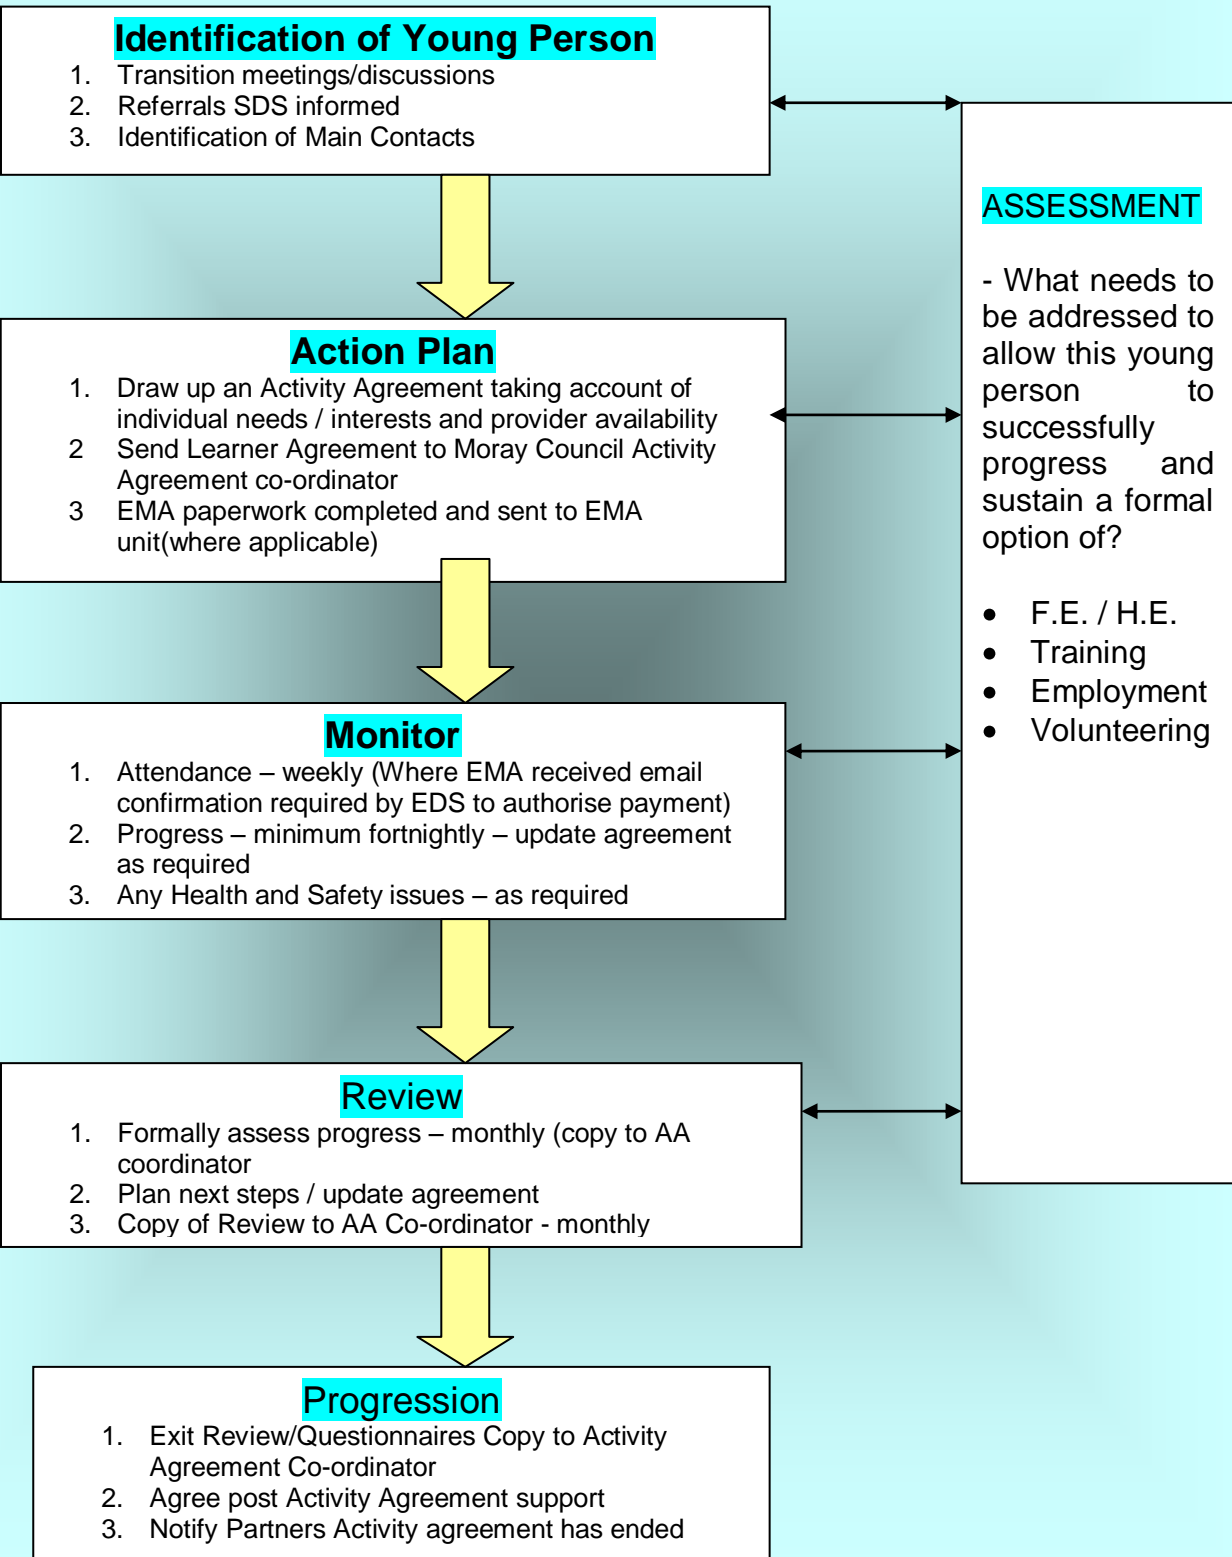 Identification of Young Person
1. Transition meetings/discussions
2. Referrals SDS informed
3. Identification of Main Contacts
Action Plan
1. Draw up an Activity Agreement taking account of
individual needs / interests and provider availability
2 Send Learner Agreement to Moray Council Activity
Agreement co-ordinator
3 EMA paperwork completed and sent to EMA
unit(where applicable)
Monitor
1. Attendance – weekly (Where EMA received email
confirmation required by EDS to authorise payment)
2. Progress – minimum fortnightly – update agreement
as required
3. Any Health and Safety issues – as required
Review
1. Formally assess progress – monthly (copy to AA
coordinator
2. Plan next steps / update agreement
3. Copy of Review to AA Co-ordinator - monthly
Progression
1. Exit Review/Questionnaires Copy to Activity
Agreement Co-ordinator
2. Agree post Activity Agreement support
3. Notify Partners Activity agreement has ended
ASSESSMENT
- What needs to
be addressed to
allow this young
person to
successfully
progress and
sustain a formal
option of?
• F.E. / H.E.
• Training
• Employment
• Volunteering